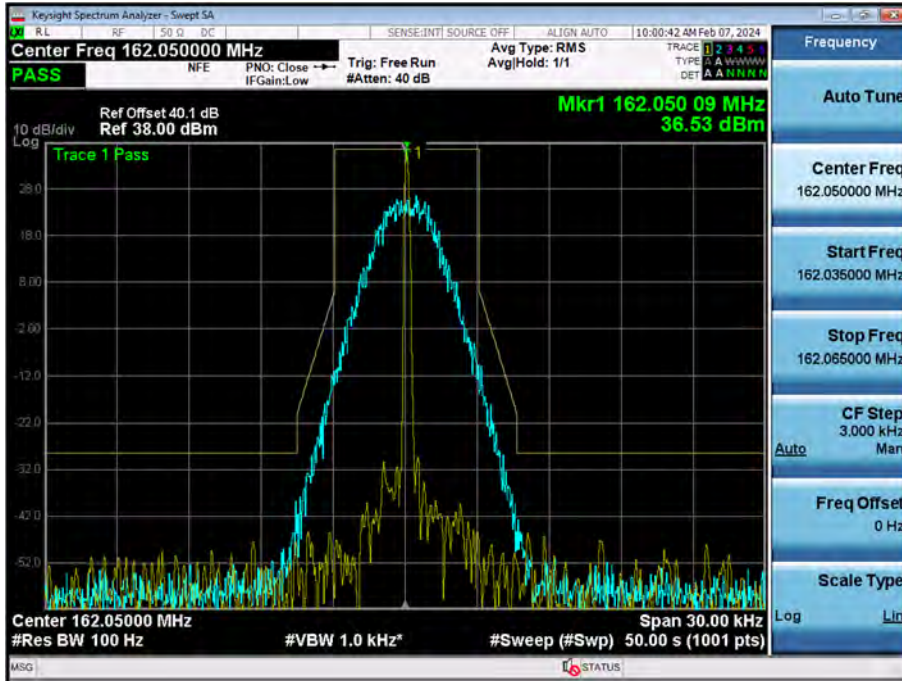 Keysight Spectrum Analyzer - Swept SA
RL RF 50 Ω DC SENSE:INT SOURCE OFF ALIGN AUTO 10:00:42 AM Feb 07, 2024
Center Freq 162.050000 MHz
PASS
NFE
PNO: Close
IFGain:Low
Trig: Free Run
#Atten: 40 dB
Avg Type: RMS
Avg|Hold: 1/1
TRACE 1 2 3 4 5 6
TYPE A A W W W W
DET A A N N N N
Ref Offset 40.1 dB
Ref 38.00 dBm
10 dB/div
Log
Mkr1 162.050 09 MHz
36.53 dBm
Trace 1 Pass
1
28.0
18.0
8.00
-2.00
-12.0
-22.0
-32.0
-42.0
-52.0
Center 162.05000 MHz
Span 30.00 kHz
#Res BW 100 Hz
#VBW 1.0 kHz*
#Sweep (#Swp) 50.00 s (1001 pts)
MSG
STATUS
Frequency
Auto Tune
Center Freq
162.050000 MHz
Start Freq
162.035000 MHz
Stop Freq
162.065000 MHz
CF Step
3.000 kHz
Auto Man
Freq Offset
0 Hz
Scale Type
Log Lin